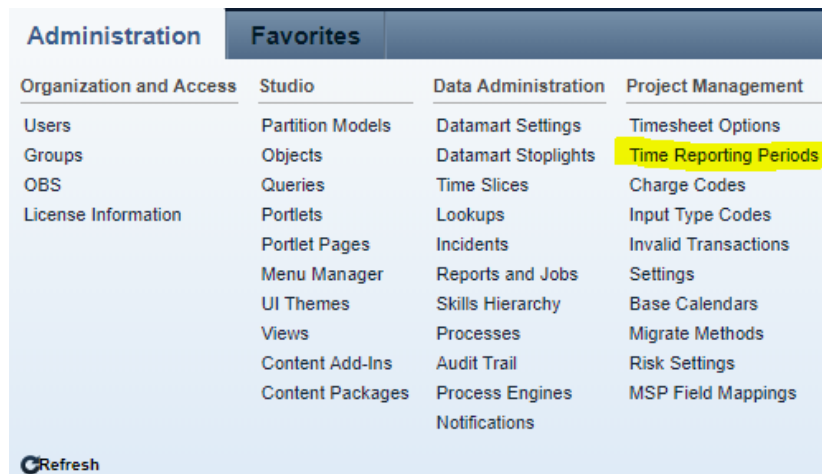 Administration
Favorites
Organization and Access
Users
Groups
OBS
License Information
Studio
Partition Models
Objects
Queries
Portlets
Portlet Pages
Menu Manager
UI Themes
Views
Content Add-Ins
Content Packages
Data Administration
Datamart Settings
Datamart Stoplights
Time Slices
Lookups
Incidents
Reports and Jobs
Skills Hierarchy
Processes
Audit Trail
Process Engines
Notifications
Project Management
Timesheet Options
Time Reporting Periods
Charge Codes
Input Type Codes
Invalid Transactions
Settings
Base Calendars
Migrate Methods
Risk Settings
MSP Field Mappings
Refresh